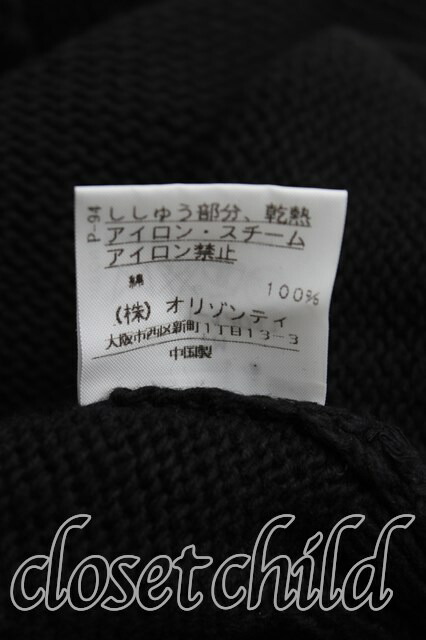 P-94
ししゅう部分、乾熱
アイロン・スチーム
アイロン禁止
綿 100%
(株) オリゾンティ
大阪市西区新町1丁目13-3
中国製
closet child